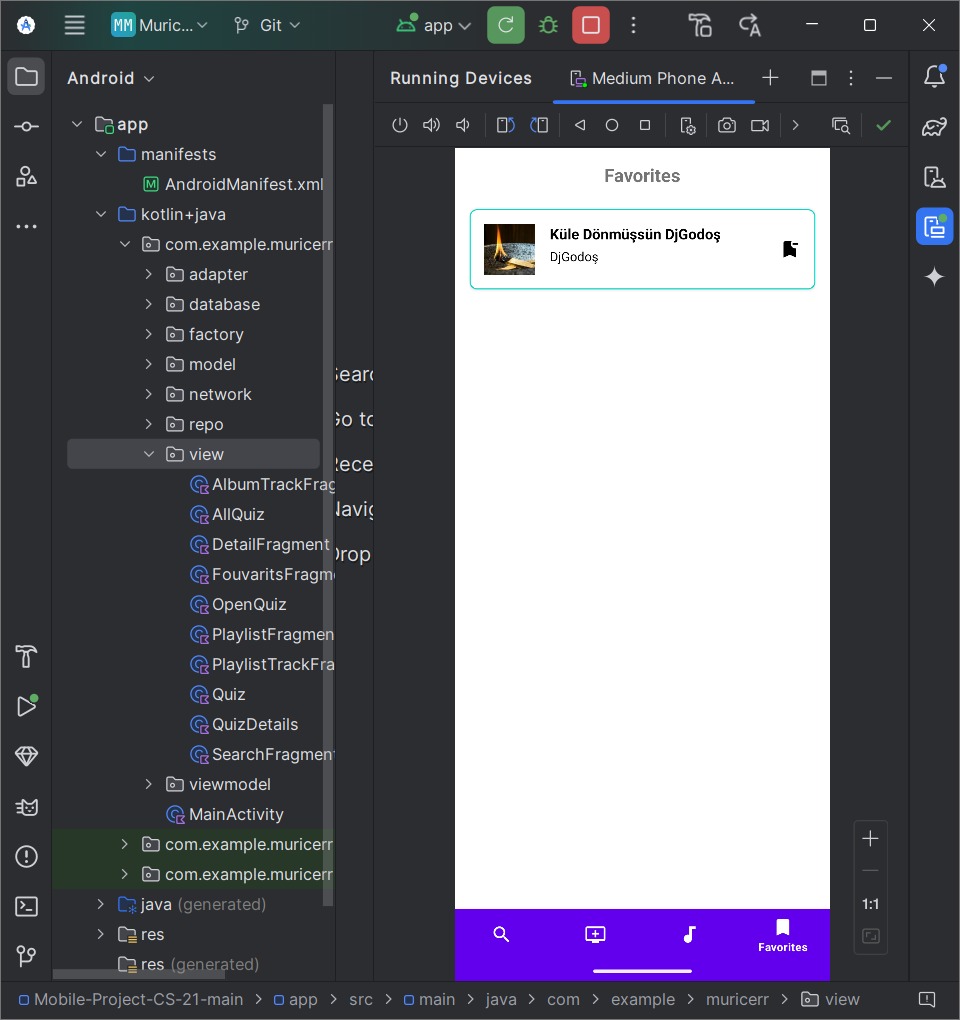 MM Muric... Git app
Android
Running Devices Medium Phone A...
app
manifests
M AndroidManifest.xml
kotlin+java
com.example.muricerr
adapter
database
factory
model
network
repo
view
AlbumTrackFrag
AllQuiz
DetailFragment
FouvaritsFragm
OpenQuiz
PlaylistFragmen
PlaylistTrackFra
Quiz
QuizDetails
SearchFragment
viewmodel
MainActivity
com.example.muricerr
com.example.muricerr
java (generated)
res
res (generated)
Sear
Go to
Rece
Navig
Drop
Favorites
Küle Dönmüşsün DjGodoş
DjGodoş
Favorites
1:1
Mobile-Project-CS-21-main > app > src > main > java > com > example > muricerr > view